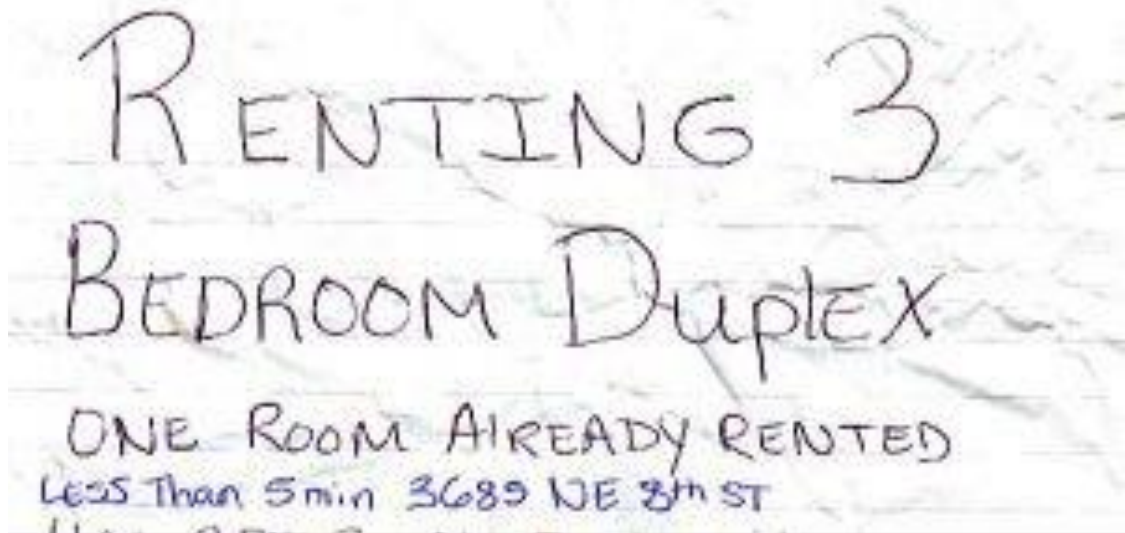 RENTING 3
BEDROOM DuplEX
ONE ROOM AlREADY RENTED
LESS Than 5min 3689 NE 8th ST